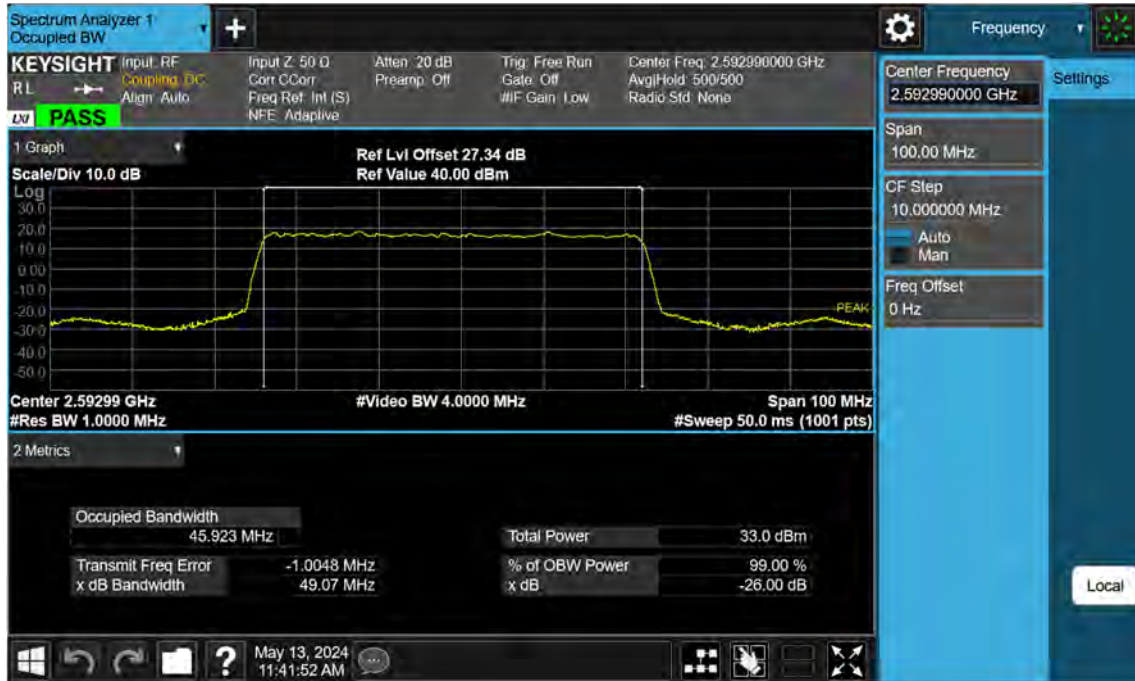 Spectrum Analyzer 1
Occupied BW
+
Frequency
KEYSIGHT
RL
LXI PASS
Input: RF
Coupling: DC
Align: Auto
Input Z: 50 Ω
Corr CCorr
Freq Ref: Int (S)
NFE: Adaptive
Atten: 20 dB
Preamp: Off
Trig: Free Run
Gate: Off
#IF Gain: Low
Center Freq: 2.592990000 GHz
Avg|Hold: 500/500
Radio Std: None
Center Frequency
2.592990000 GHz
Settings
Span
100.00 MHz
CF Step
10.000000 MHz
Auto
Man
Freq Offset
0 Hz
Local
1 Graph
Scale/Div 10.0 dB
Ref Lvl Offset 27.34 dB
Ref Value 40.00 dBm
Log
30.0
20.0
10.0
0.00
-10.0
-20.0
-30.0
-40.0
-50.0
PEAK
Center 2.59299 GHz
#Video BW 4.0000 MHz
Span 100 MHz
#Res BW 1.0000 MHz
#Sweep 50.0 ms (1001 pts)
2 Metrics
Occupied Bandwidth
45.923 MHz
Total Power 33.0 dBm
Transmit Freq Error -1.0048 MHz
% of OBW Power 99.00 %
x dB Bandwidth 49.07 MHz
x dB -26.00 dB
?
May 13, 2024
11:41:52 AM